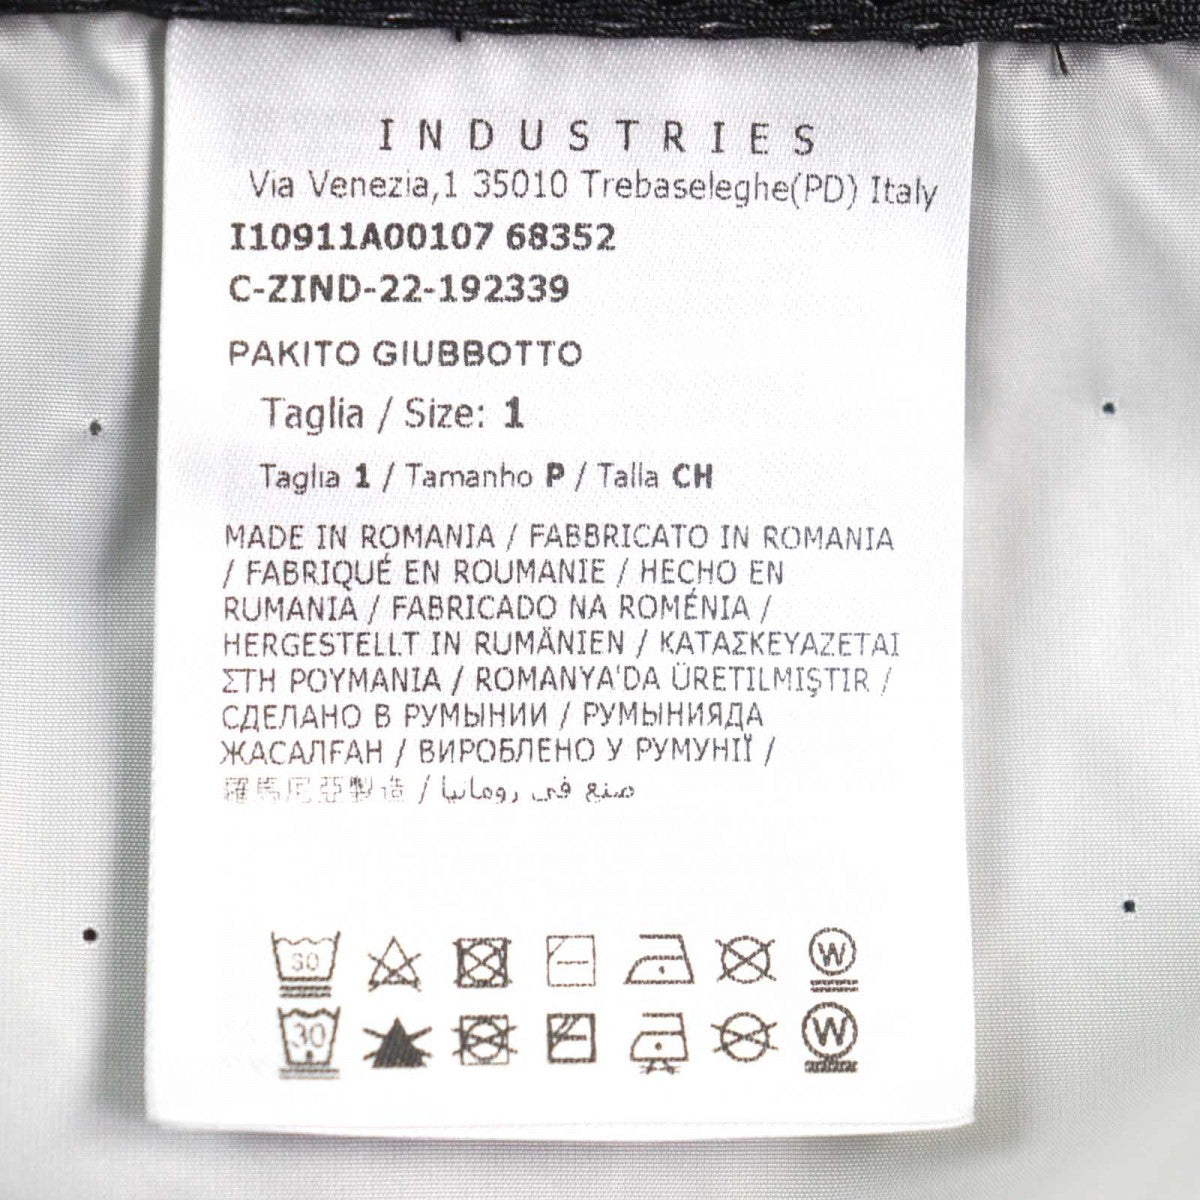 INDUSTRIES
Via Venezia,1 35010 Trebaseleghe(PD) Italy
I10911A00107 68352
C-ZIND-22-192339
PAKITO GIUBBOTTO
Taglia / Size: 1
Taglia 1 / Tamanho P / Talla CH
MADE IN ROMANIA / FABBRICATO IN ROMANIA
/ FABRIQUÉ EN ROUMANIE / HECHO EN
RUMANIA / FABRICADO NA ROMÉNIA /
HERGESTELLT IN RUMÄNIEN / ΚΑΤΑΣΚΕΥΑΖΕΤΑΙ
ΣΤΗ ΡΟΥΜΑΝΙΑ / ROMANYA'DA ÜRETILMIŞTIR /
СДЕЛАНО В РУМЫНИИ / РУМЫНИЯДА
ЖАСАЛҒАН / ВИРОБЛЕНО У РУМУНІЇ /
羅馬尼亞製造 / صنع في رومانيا
30 W
30 W